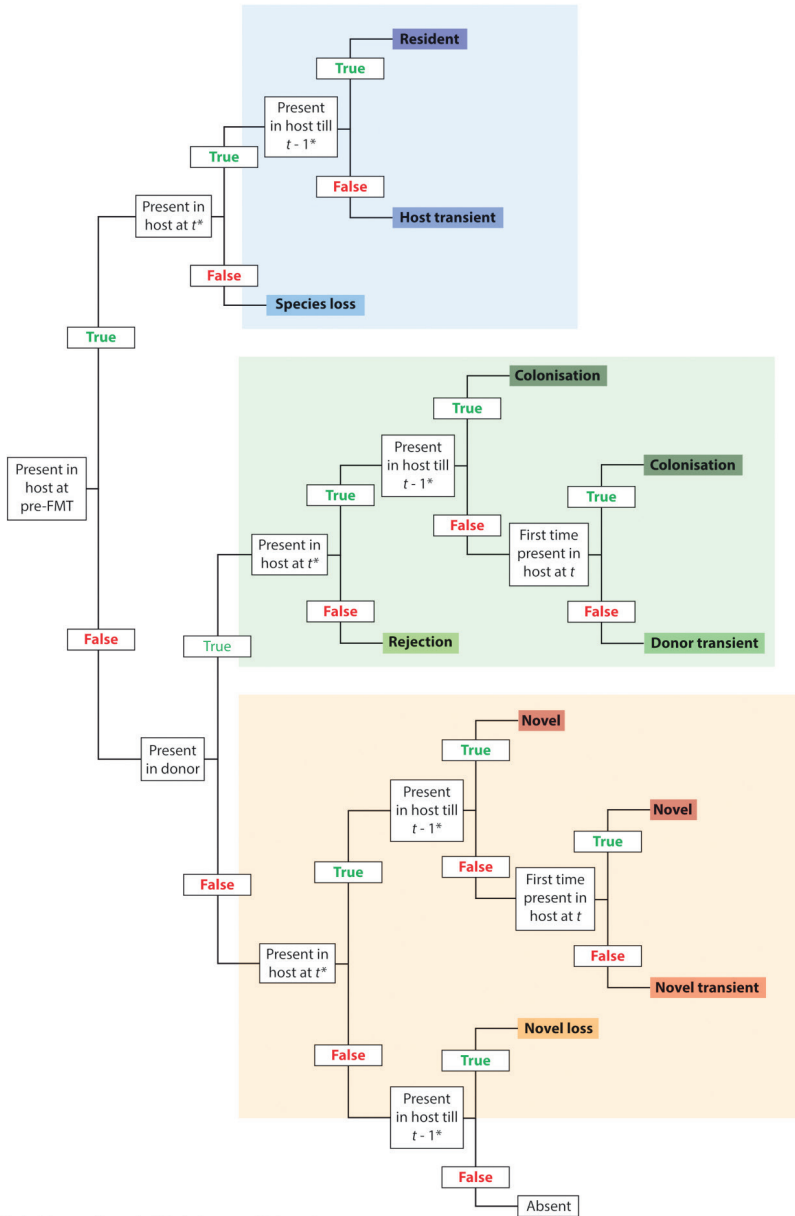 Resident
True
Present
in host till
t - 1*
True
False
Present in
host at t*
Host transient
False
Species loss
True
Colonisation
True
Present
in host till
t - 1*
Colonisation
Present in
host at
pre-FMT
True
True
False
First time
present in
host at t
Present in
host at t*
False
False
False
True
Rejection
Donor transient
Novel
Present
in donor
True
Present
in host till
t - 1*
Novel
True
True
False
First time
present in
host at t
False
Present in
host at t*
False
Novel transient
Novel loss
False
True
Present
in host till
t - 1*
False
Absent